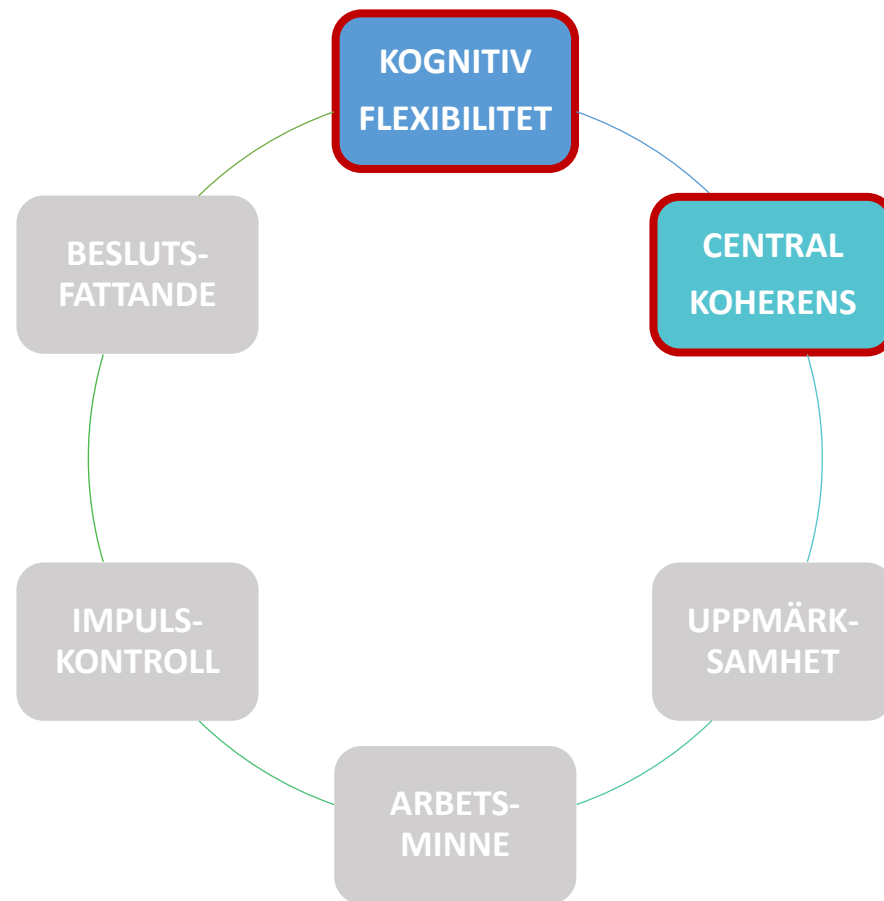 KOGNITIV
FLEXIBILITET
CENTRAL
KOHERENS
BESLUTS-
FATTANDE
IMPULS-
KONTROLL
UPPMÄRK-
SAMHET
ARBETS-
MINNE